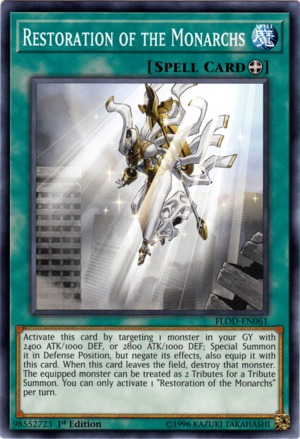 RESTORATION OF THE MONARCHS
SPELL
[SPELL CARD]
FLOD-EN061
Activate this card by targeting 1 monster in your GY with
2400 ATK/1000 DEF, or 2800 ATK/1000 DEF; Special Summon
it in Defense Position, but negate its effects, also equip it with
this card. When this card leaves the field, destroy that monster.
The equipped monster can be treated as 2 Tributes for a Tribute
Summon. You can only activate 1 "Restoration of the Monarchs"
per turn.
98552723 1st Edition ©1996 KAZUKI TAKAHASHI